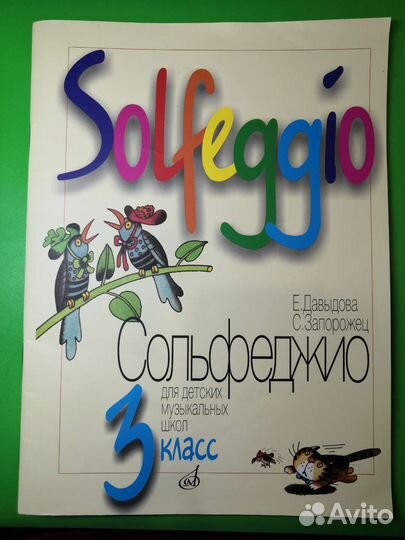 Solfeggio
Е.Давыдова
С.Запорожец
Сольфеджио
для детских
музыкальных
школ
3 класс
Avito